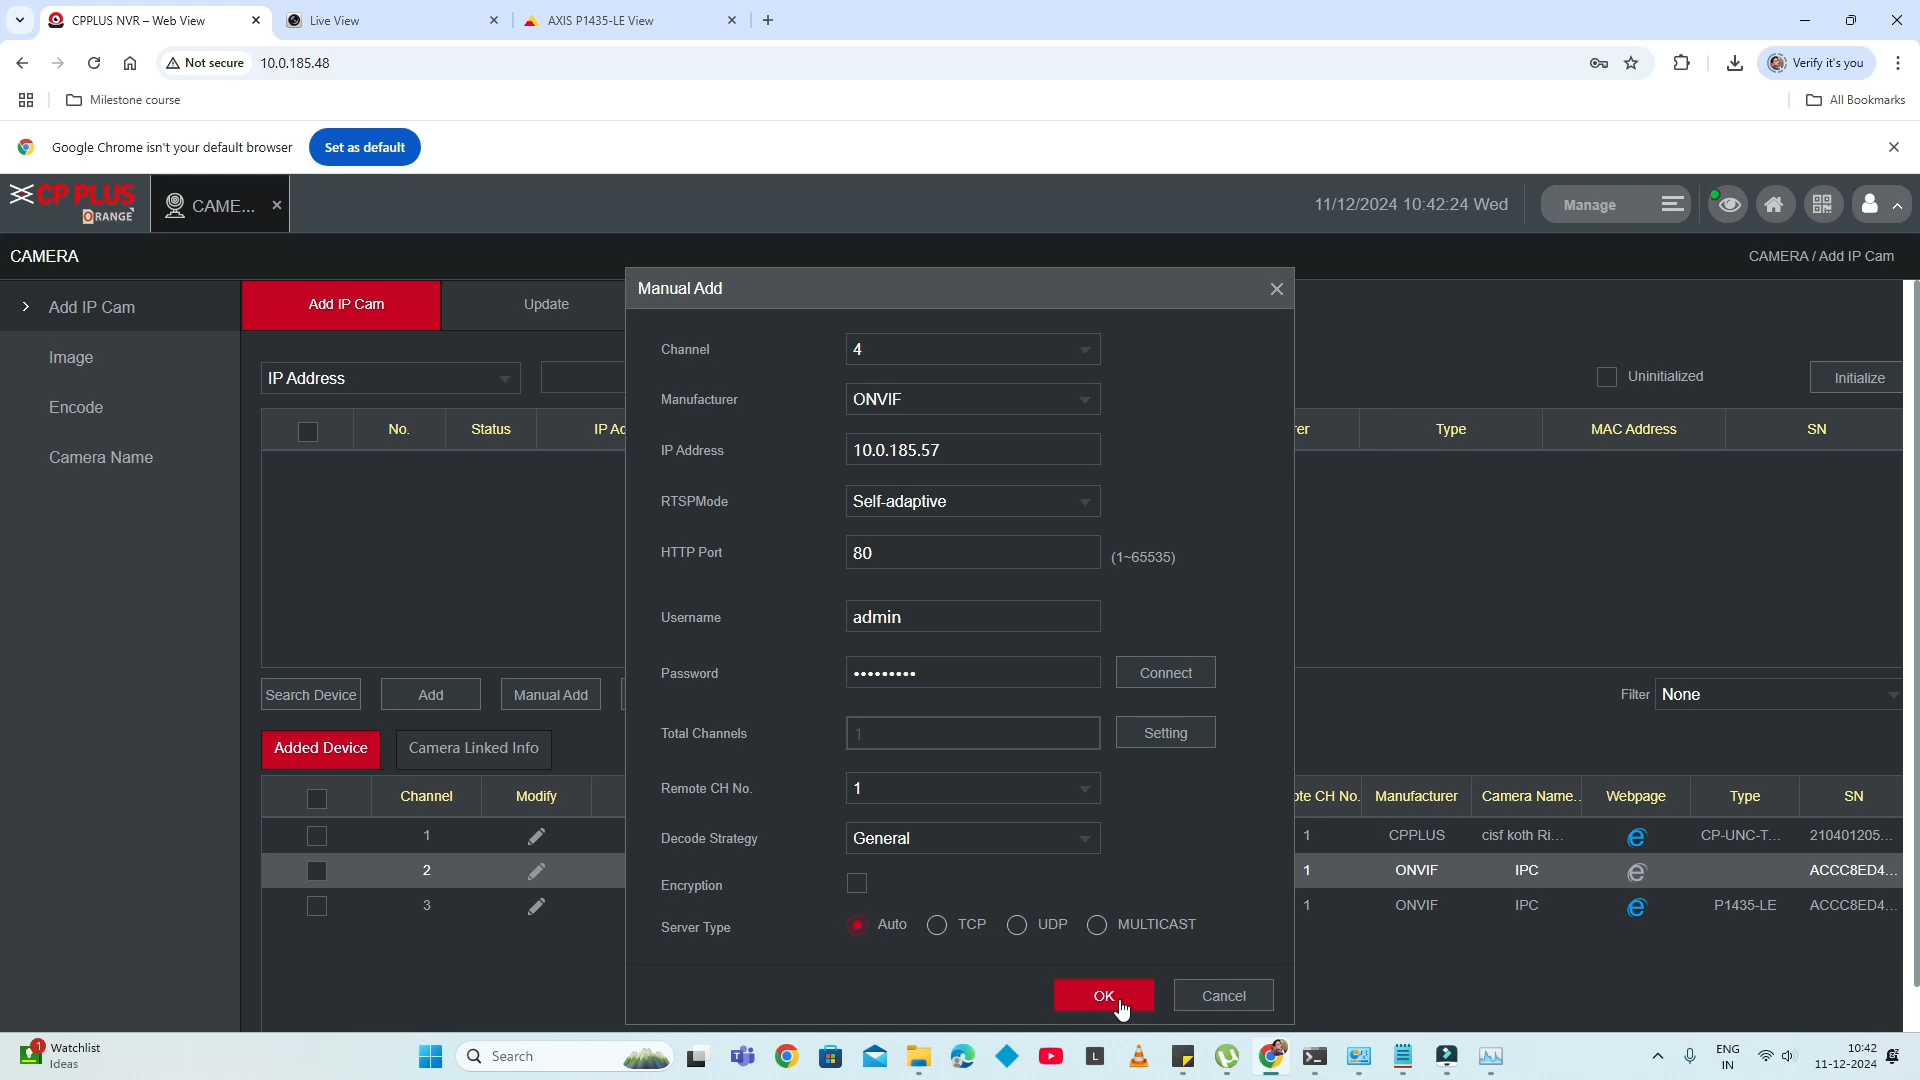 CPPLUS NVR – Web View
Live View
AXIS P1435-LE View
Not secure
10.0.185.48
Verify it's you
Milestone course
All Bookmarks
Google Chrome isn't your default browser
Set as default
CP PLUS
ORANGE
CAME...
11/12/2024 10:42:24 Wed
Manage
CAMERA
CAMERA / Add IP Cam
Add IP Cam
Image
Encode
Camera Name
Add IP Cam
Update
IP Address
Uninitialized
Initialize
No.
Status
IP Ad
rer
Type
MAC Address
SN
Manual Add
Channel
4
Manufacturer
ONVIF
IP Address
10.0.185.57
RTSPMode
Self-adaptive
HTTP Port
80
(1~65535)
Username
admin
Password
•••••••••
Connect
Total Channels
1
Setting
Remote CH No.
1
Decode Strategy
General
Encryption
Server Type
Auto
TCP
UDP
MULTICAST
OK
Cancel
Search Device
Add
Manual Add
Filter
None
Added Device
Camera Linked Info
Channel
Modify
ote CH No.
Manufacturer
Camera Name..
Webpage
Type
SN
1
1
CPPLUS
cisf koth Ri...
CP-UNC-T...
210401205...
2
1
ONVIF
IPC
ACCC8ED4...
3
1
ONVIF
IPC
P1435-LE
ACCC8ED4...
1
Watchlist
Ideas
Search
L
ENG
IN
10:42
11-12-2024